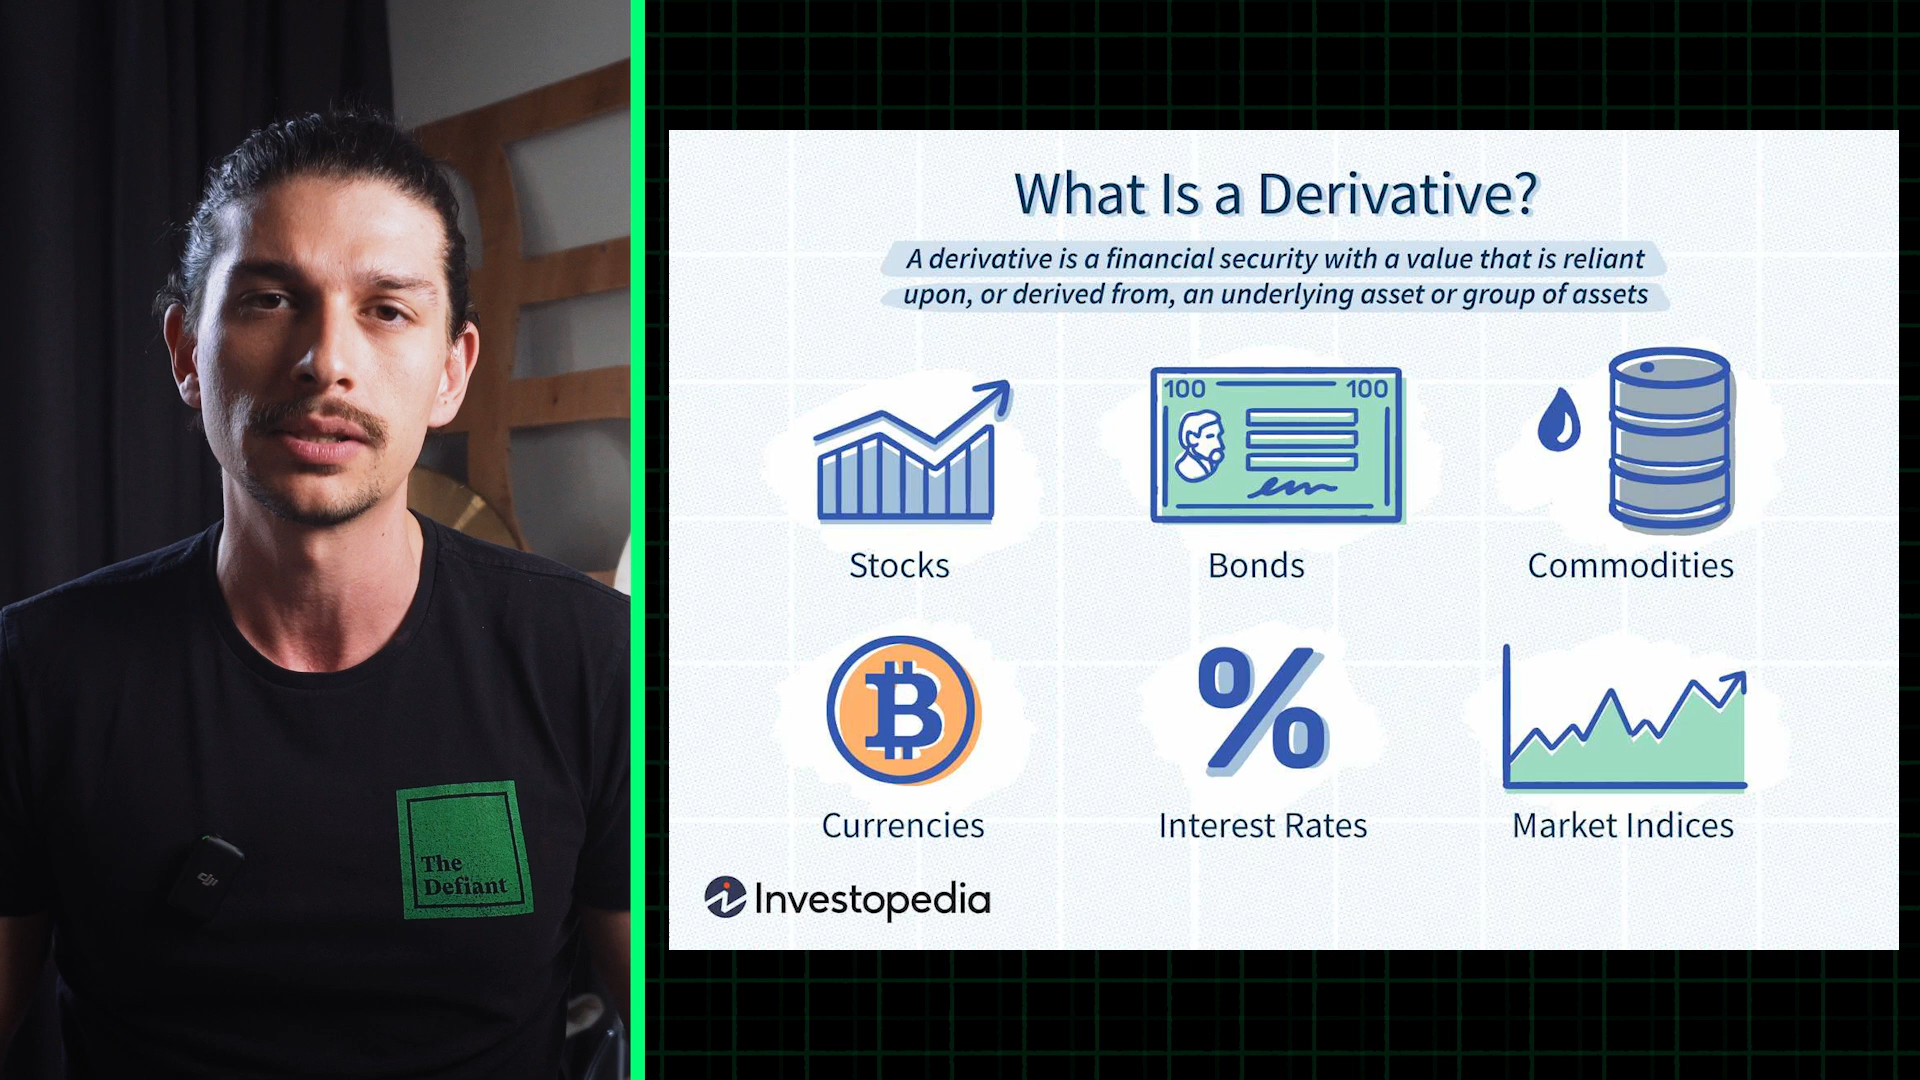 The
Defiant
dji
What Is a Derivative?
A derivative is a financial security with a value that is reliant
upon, or derived from, an underlying asset or group of assets
100 100
Stocks
Bonds
Commodities
Currencies
Interest Rates
Market Indices
Investopedia